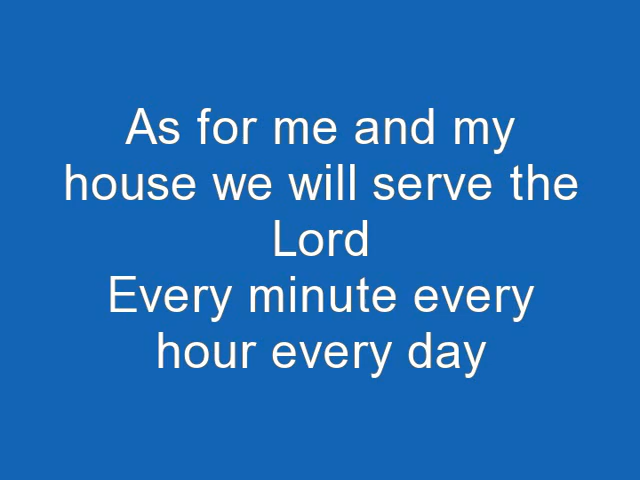 As for me and my
house we will serve the
Lord
Every minute every
hour every day